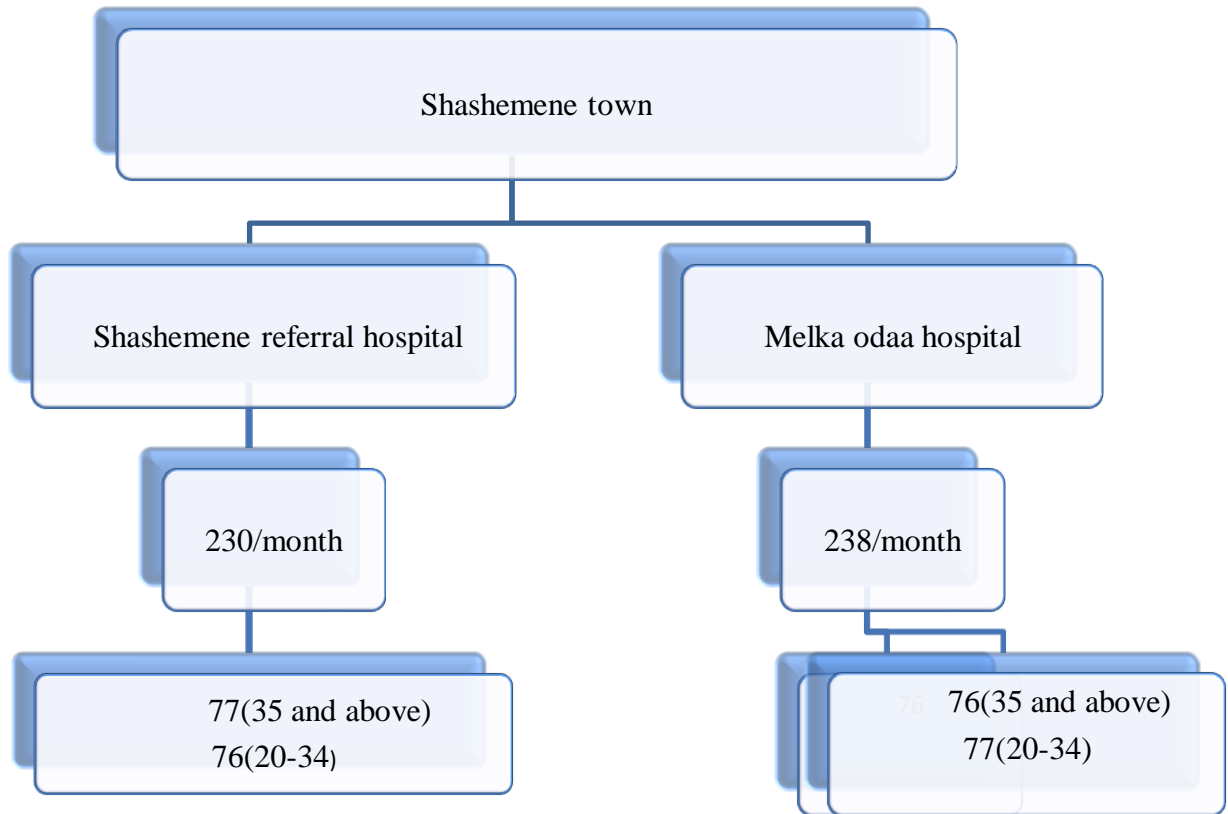 Shashemene town
Shashemene referral hospital
Melka odaa hospital
230/month
238/month
77(35 and above)
76(20-34)
76
76(35 and above)
77(20-34)